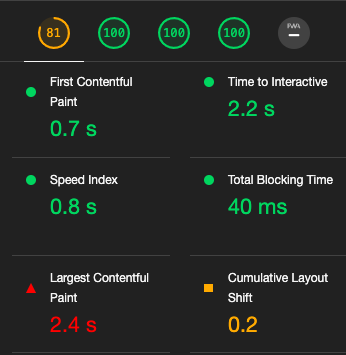 81 100 100 100 PWA
First Contentful
Paint
0.7 s
Time to Interactive
2.2 s
Speed Index
0.8 s
Total Blocking Time
40 ms
Largest Contentful
Paint
2.4 s
Cumulative Layout
Shift
0.2